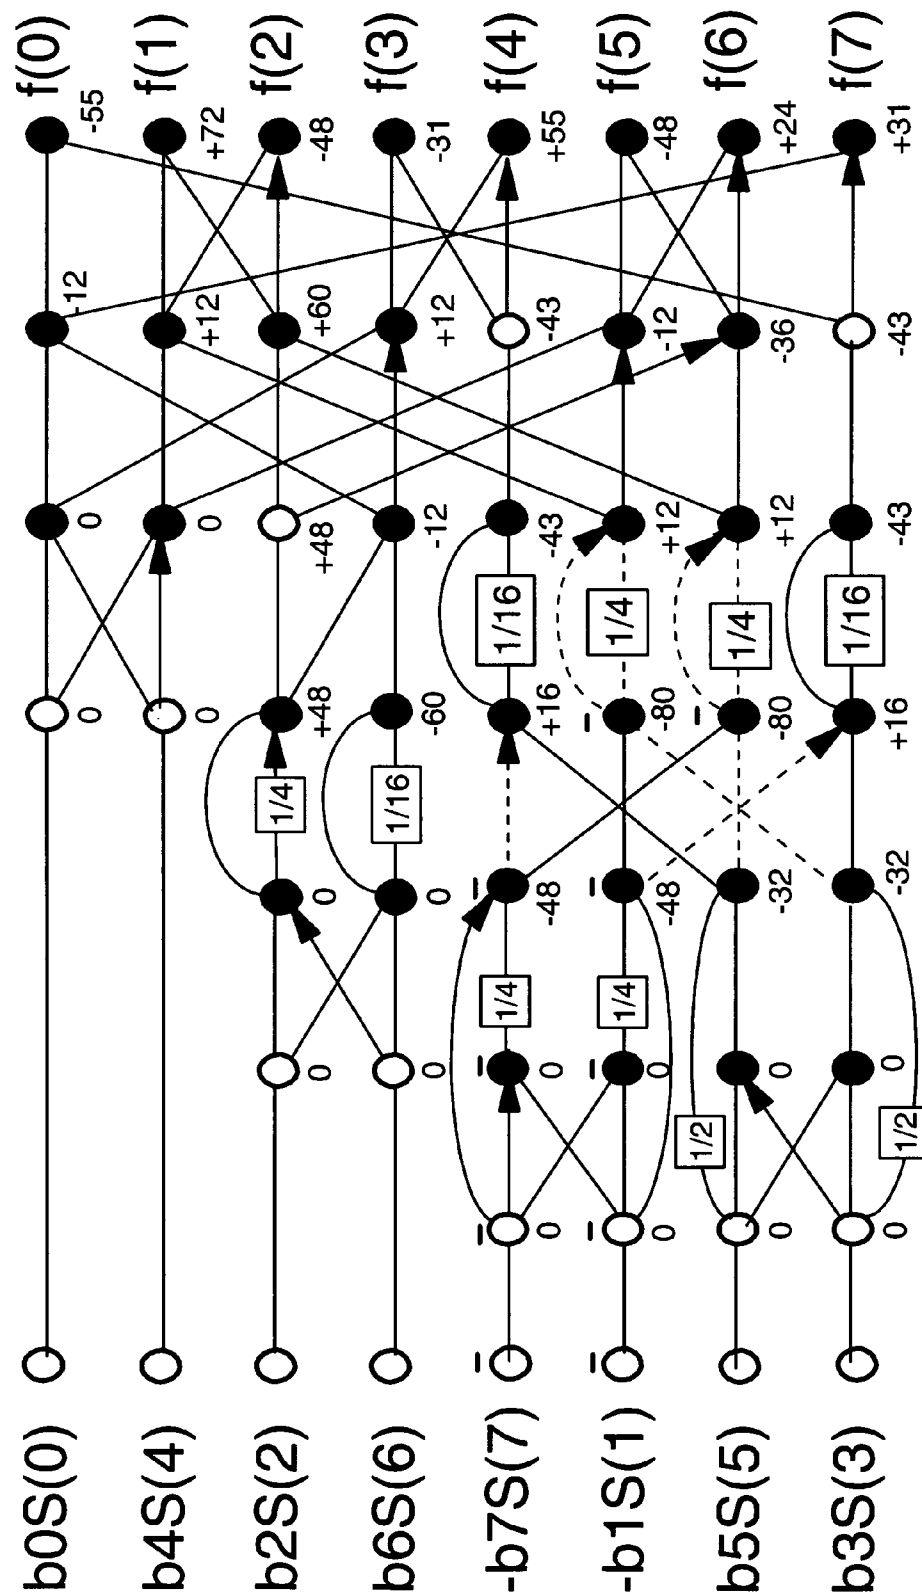 b0S(0) f(0)
0 0 -12 -55
b4S(4) f(1)
0 0 +12 +72
b2S(2) 1/4 f(2)
0 0 +48 +48 +60 -48
b6S(6) 1/16 f(3)
0 0 -60 -12 +12 -31
-b7S(7) 1/4 1/16 f(4)
0 0 -48 +16 -43 -43 +55
-b1S(1) 1/4 1/4 f(5)
0 0 -48 -80 +12 -12 -48
1/2
b5S(5) 1/4 f(6)
0 0 -32 -80 +12 -36 +24
b3S(3) 1/16 f(7)
0 0 -32 +16 -43 -43 +31
1/2